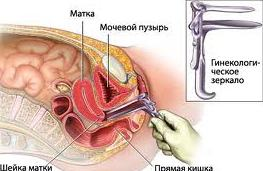 Матка
Мочевой пузырь
Гинекологи-
ческое
зеркало
Шейка матки
Прямая кишка